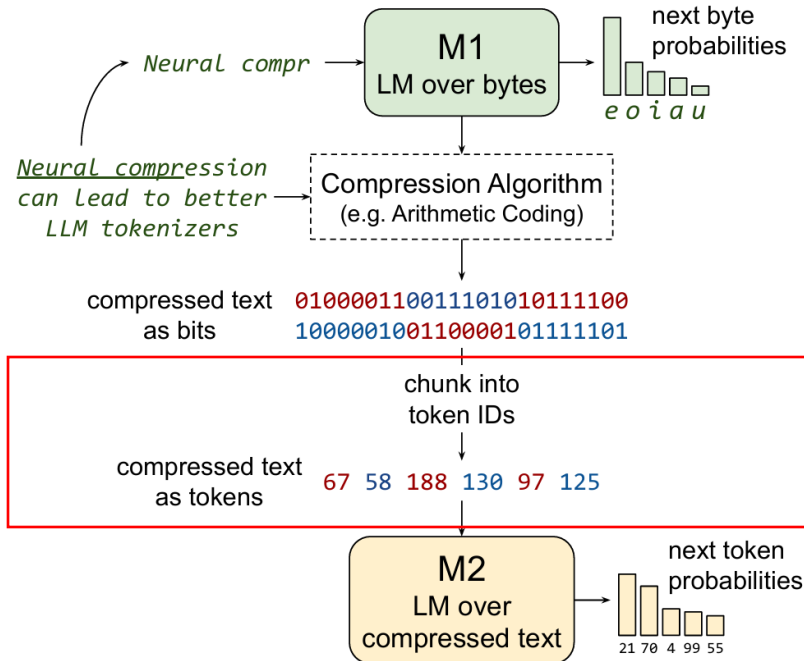 Neural compr
M1
LM over bytes
next byte
probabilities
e o i a u
Neural compression
can lead to better
LLM tokenizers
Compression Algorithm
(e.g. Arithmetic Coding)
compressed text
as bits
010000110011101010111100
100000100110000101111101
chunk into
token IDs
compressed text
as tokens
67 58 188 130 97 125
M2
LM over
compressed text
next token
probabilities
21 70 4 99 55